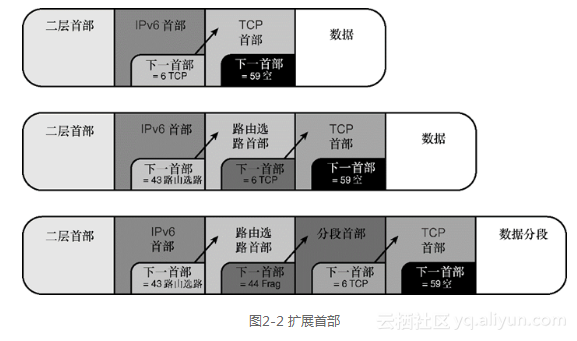 二层首部
IPv6 首部
下一首部
= 6 TCP
TCP
首部
下一首部
= 59 空
数据
二层首部
IPv6 首部
下一首部
= 43 路由选路
路由选
路首部
下一首部
= 6 TCP
TCP
首部
下一首部
= 59 空
数据
二层首部
IPv6
首部
下一首部
= 43 路由选路
路由选
路首部
下一首部
= 44 Frag
分段首部
下一首部
= 6 TCP
TCP
首部
下一首部
= 59 空
数据分段
图2-2 扩展首部
云栖社区 yq.aliyun.com